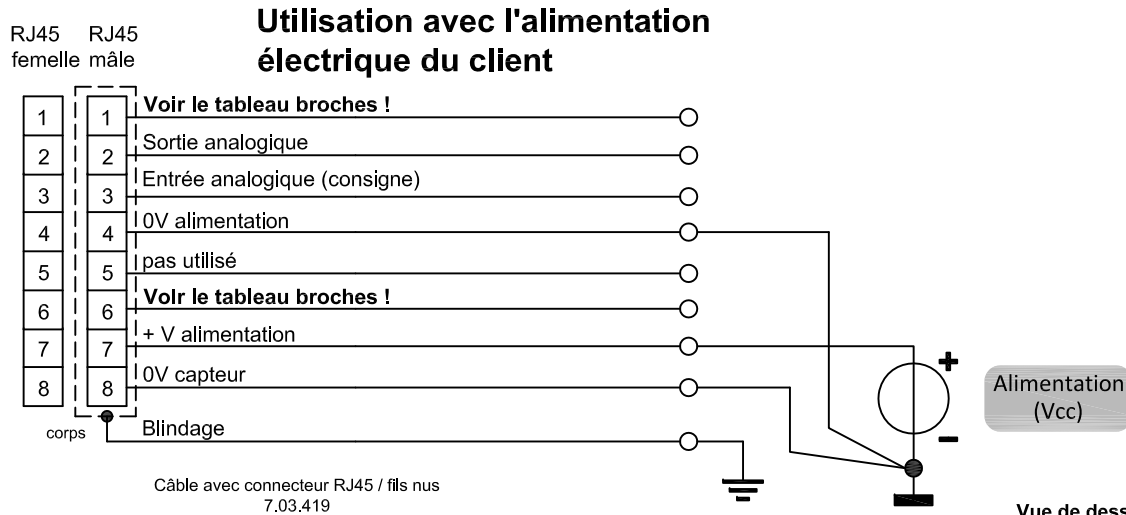 Utilisation avec l'alimentation
électrique du client
RJ45 RJ45
femelle mâle
1 1 Voir le tableau broches !
2 2 Sortie analogique
3 3 Entrée analogique (consigne)
4 4 0V alimentation
5 5 pas utilisé
6 6 VoIr le tableau broches !
7 7 + V alimentation
8 8 0V capteur
corps Blindage
+
Alimentation
(Vcc)
–
Câble avec connecteur RJ45 / fils nus
7.03.419
Vue de dess